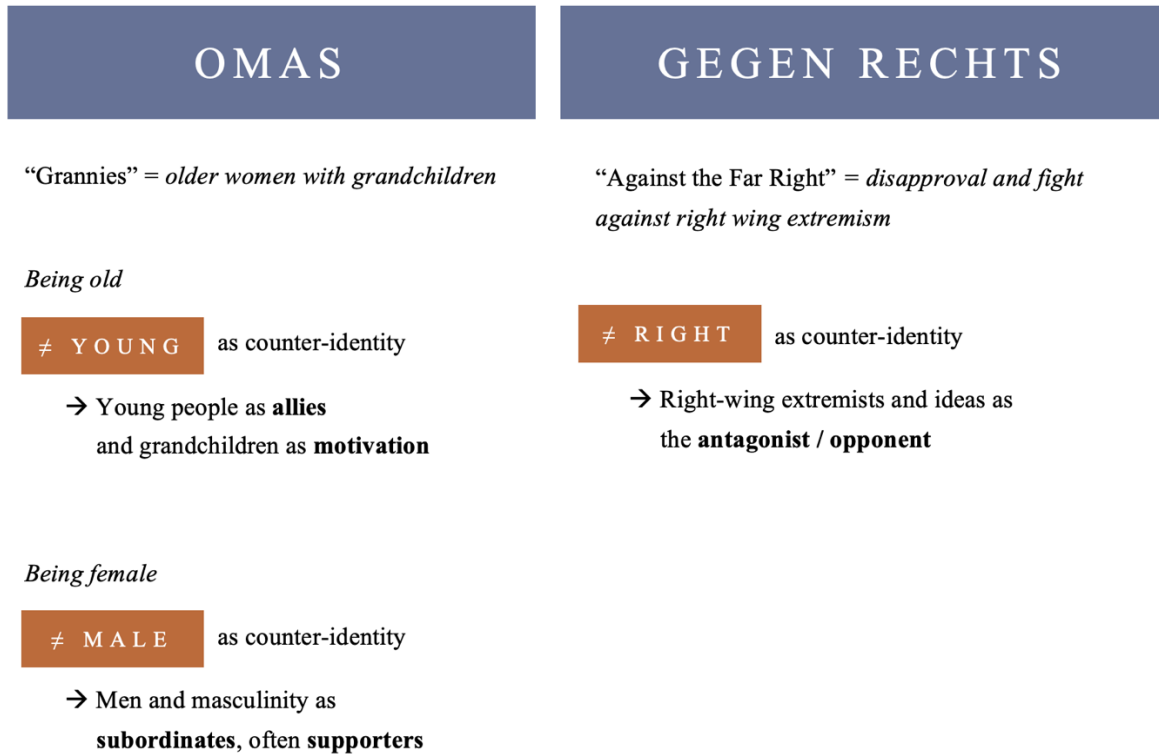 OMAS
“Grannies” = older women with grandchildren
Being old
≠ YOUNG as counter-identity
→ Young people as allies
and grandchildren as motivation
Being female
≠ MALE as counter-identity
→ Men and masculinity as
subordinates, often supporters
GEGEN RECHTS
“Against the Far Right” = disapproval and fight
against right wing extremism
≠ RIGHT as counter-identity
→ Right-wing extremists and ideas as
the antagonist / opponent